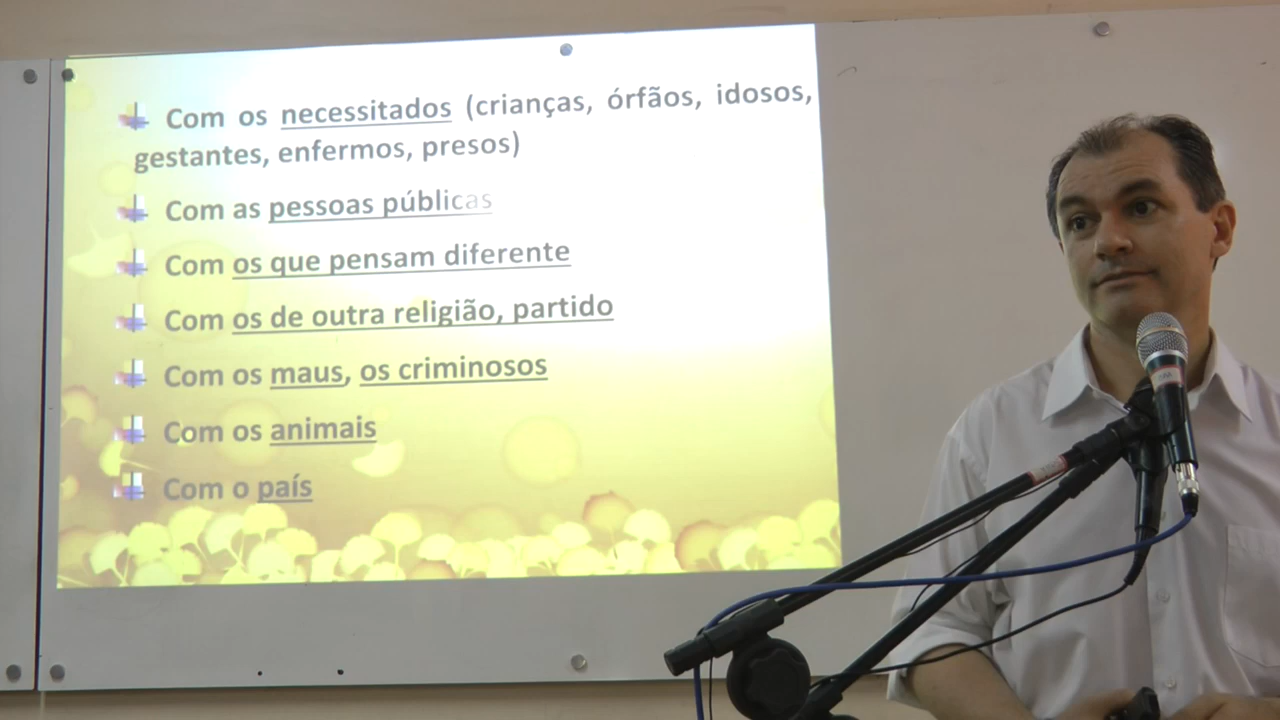 Com os necessitados (crianças, órfãos, idosos,
gestantes, enfermos, presos)
Com as pessoas públicas
Com os que pensam diferente
Com os de outra religião, partido
Com os maus, os criminosos
Com os animais
Com o país